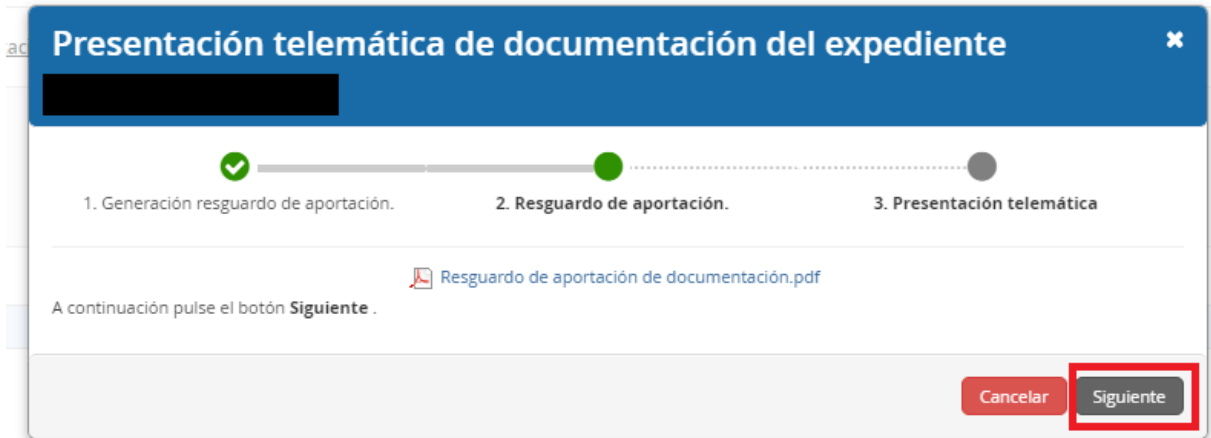 ac
Presentación telemática de documentación del expediente
1. Generación resguardo de aportación.
2. Resguardo de aportación.
3. Presentación telemática
Resguardo de aportación de documentación.pdf
A continuación pulse el botón Siguiente .
Cancelar
Siguiente